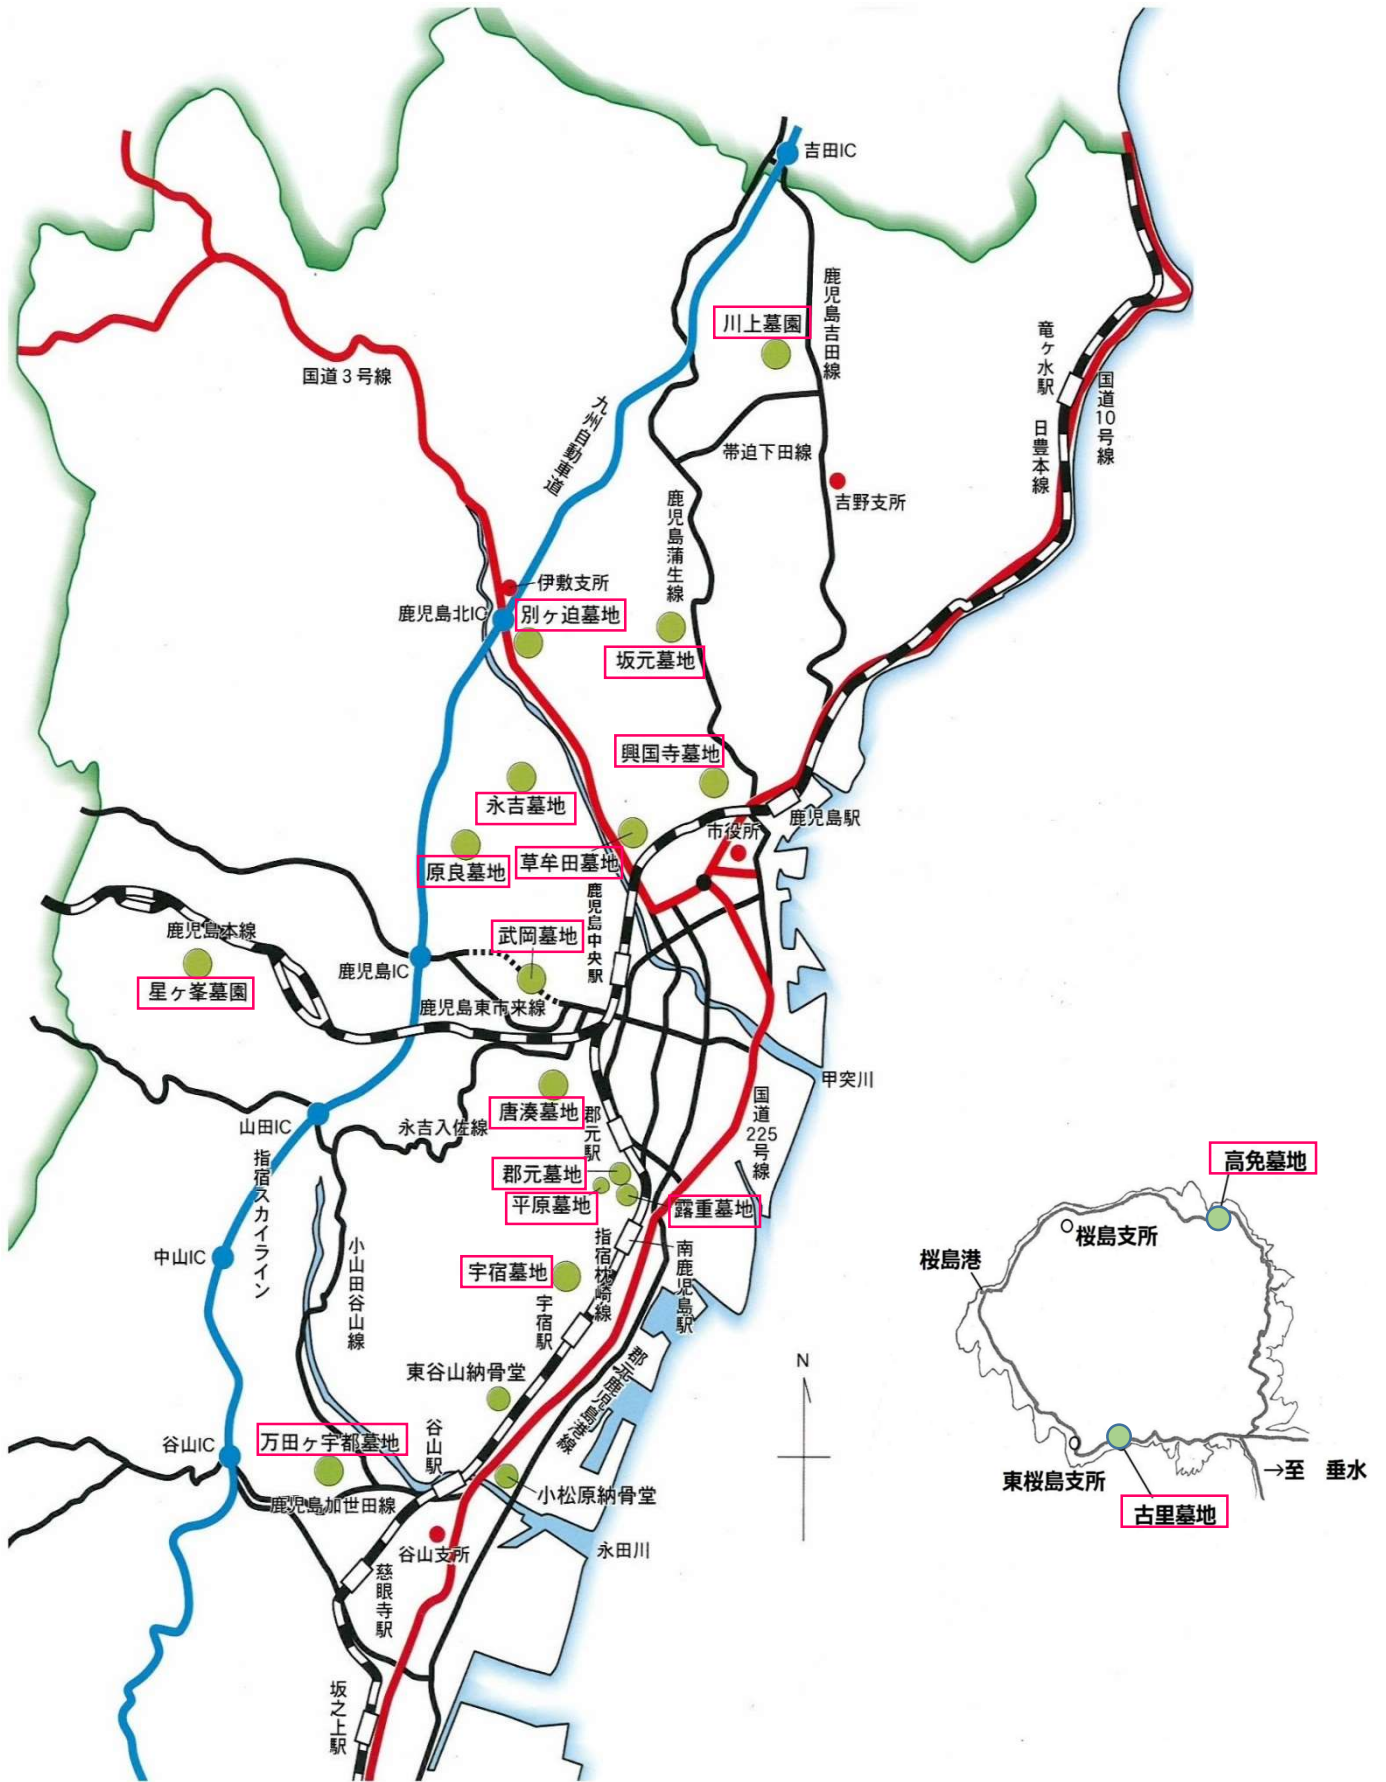 吉田IC
鹿児島吉田線
川上墓園
竜ヶ水駅
国道10号線
日豊本線
国道3号線
九州自動車道
帯迫下田線
吉野支所
鹿児島蒲生線
伊敷支所
鹿児島北IC
別ヶ迫墓地
坂元墓地
興国寺墓地
永吉墓地
鹿児島駅
市役所
草牟田墓地
原良墓地
鹿児島中央駅
鹿児島本線
武岡墓地
鹿児島IC
星ヶ峯墓園
鹿児島東市来線
甲突川
唐湊墓地
国道225号線
山田IC
永吉入佐線
郡元駅
指宿スカイライン
郡元墓地
平原墓地
露重墓地
高免墓地
桜島支所
桜島港
中山IC
小山田谷山線
指宿枕崎線
南鹿児島駅
宇宿墓地
宇宿駅
N
東谷山納骨堂
郡元鹿児島港線
谷山IC
万田ヶ宇都墓地
谷山駅
東桜島支所
→至 垂水
古里墓地
鹿児島加世田線
小松原納骨堂
谷山支所
永田川
慈眼寺駅
坂之上駅